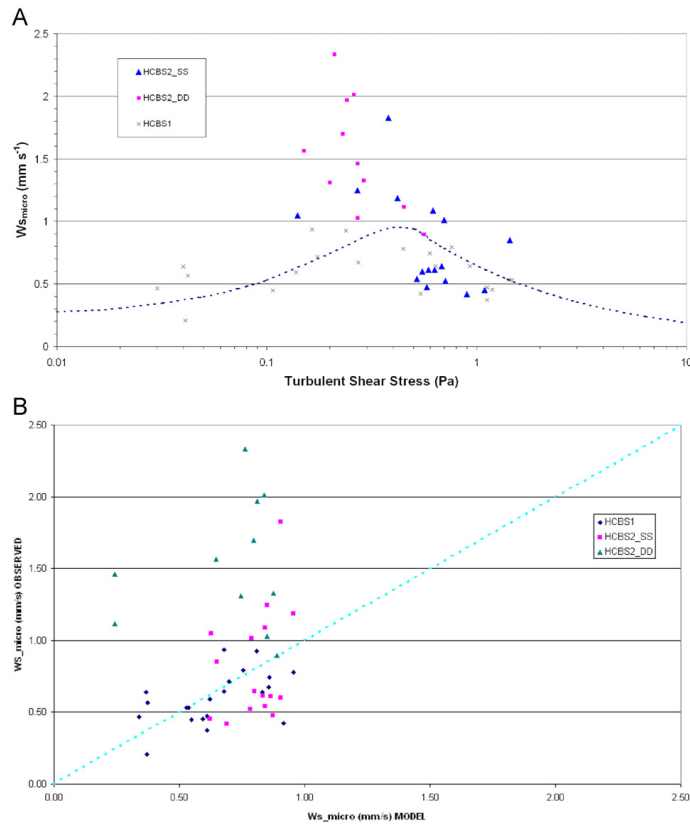 A
2.5
2
1.5
1
0.5
0
Ws micro (mm s-1)
HCBS2_SS
HCBS2_DD
HCBS1
0.01
0.1
1
10
Turbulent Shear Stress (Pa)
B
2.50
2.00
1.50
1.00
0.50
0.00
WS_micro (mm/s) OBSERVED
HCBS1
HCBS2_SS
HCBS2_DD
0.00
0.50
1.00
1.50
2.00
2.50
Ws_micro (mm/s) MODEL